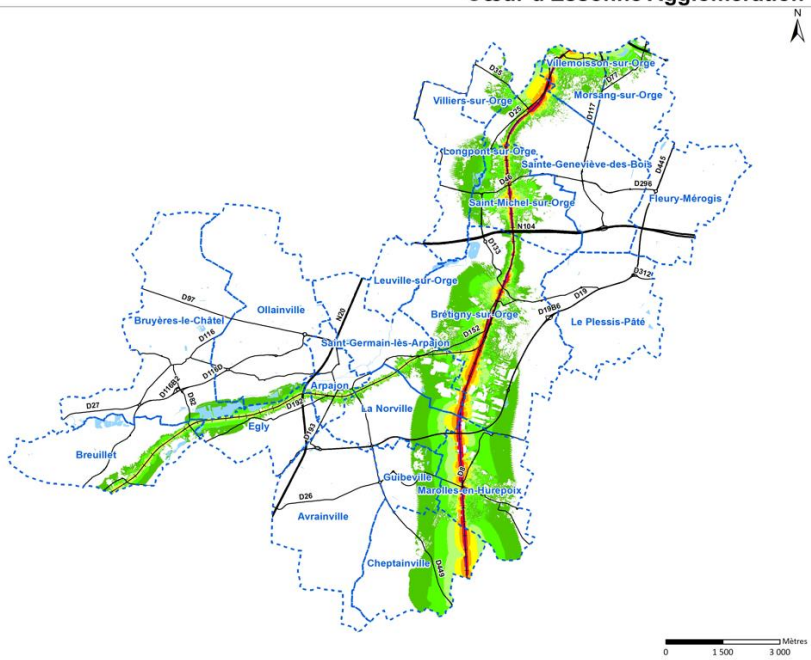 Cœur d'Essonne Agglomération
N
Villemoisson-sur-Orge
D35
D77
Villiers-sur-Orge
Morsang-sur-Orge
D25
D117
Longpont-sur-Orge
Sainte-Geneviève-des-Bois
D445
D46
D296
Saint-Michel-sur-Orge
Fleury-Mérogis
N104
D133
Leuville-sur-Orge
D312
D97
Ollainville
N20
D19
Bruyères-le-Châtel
Brétigny-sur-Orge
D19B6
Le Plessis-Pâté
D116
D152
Saint-Germain-lès-Arpajon
D116D
D116B2
Arpajon
D82
D27
D192
La Norville
Egly
D193
Breuillet
Guibeville
D8
Marolles-en-Hurepoix
D26
Avrainville
Cheptainville
D449
Mètres
0 1 500 3 000